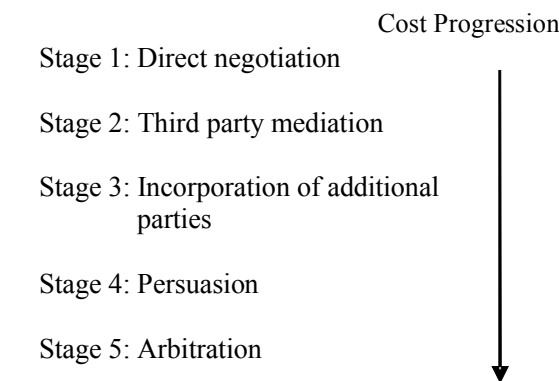 Cost Progression
Stage 1: Direct negotiation
Stage 2: Third party mediation
Stage 3: Incorporation of additional
parties
Stage 4: Persuasion
Stage 5: Arbitration